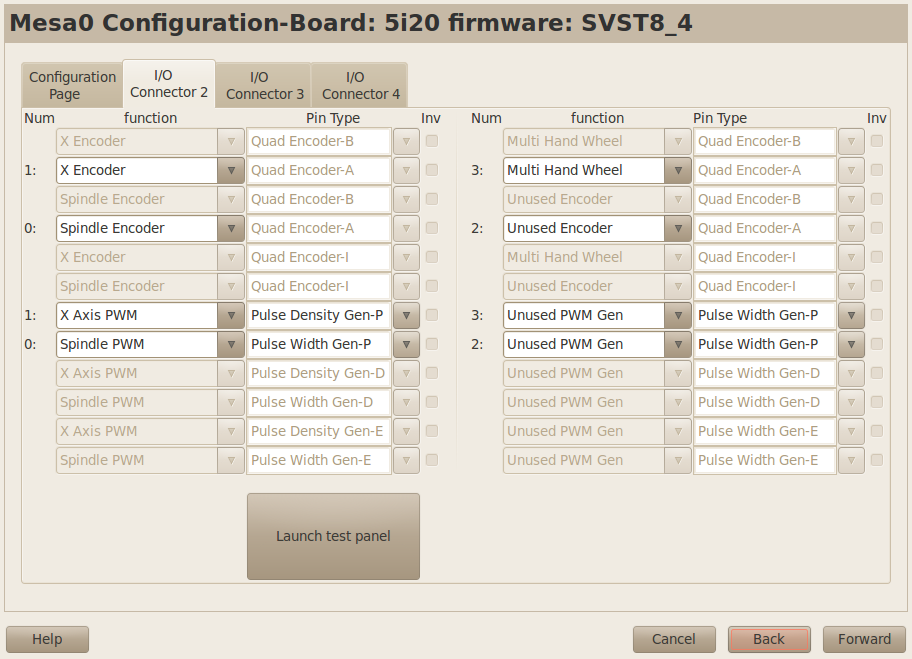 Mesa0 Configuration-Board: 5i20 firmware: SVST8_4
Configuration Page
I/O Connector 2
I/O Connector 3
I/O Connector 4
Num function Pin Type Inv Num function Pin Type Inv
X Encoder Quad Encoder-B Multi Hand Wheel Quad Encoder-B
1: X Encoder Quad Encoder-A 3: Multi Hand Wheel Quad Encoder-A
Spindle Encoder Quad Encoder-B Unused Encoder Quad Encoder-B
0: Spindle Encoder Quad Encoder-A 2: Unused Encoder Quad Encoder-A
X Encoder Quad Encoder-I Multi Hand Wheel Quad Encoder-I
Spindle Encoder Quad Encoder-I Unused Encoder Quad Encoder-I
1: X Axis PWM Pulse Density Gen-P 3: Unused PWM Gen Pulse Width Gen-P
0: Spindle PWM Pulse Width Gen-P 2: Unused PWM Gen Pulse Width Gen-P
X Axis PWM Pulse Density Gen-D Unused PWM Gen Pulse Width Gen-D
Spindle PWM Pulse Width Gen-D Unused PWM Gen Pulse Width Gen-D
X Axis PWM Pulse Density Gen-E Unused PWM Gen Pulse Width Gen-E
Spindle PWM Pulse Width Gen-E Unused PWM Gen Pulse Width Gen-E
Launch test panel
Help Cancel Back Forward